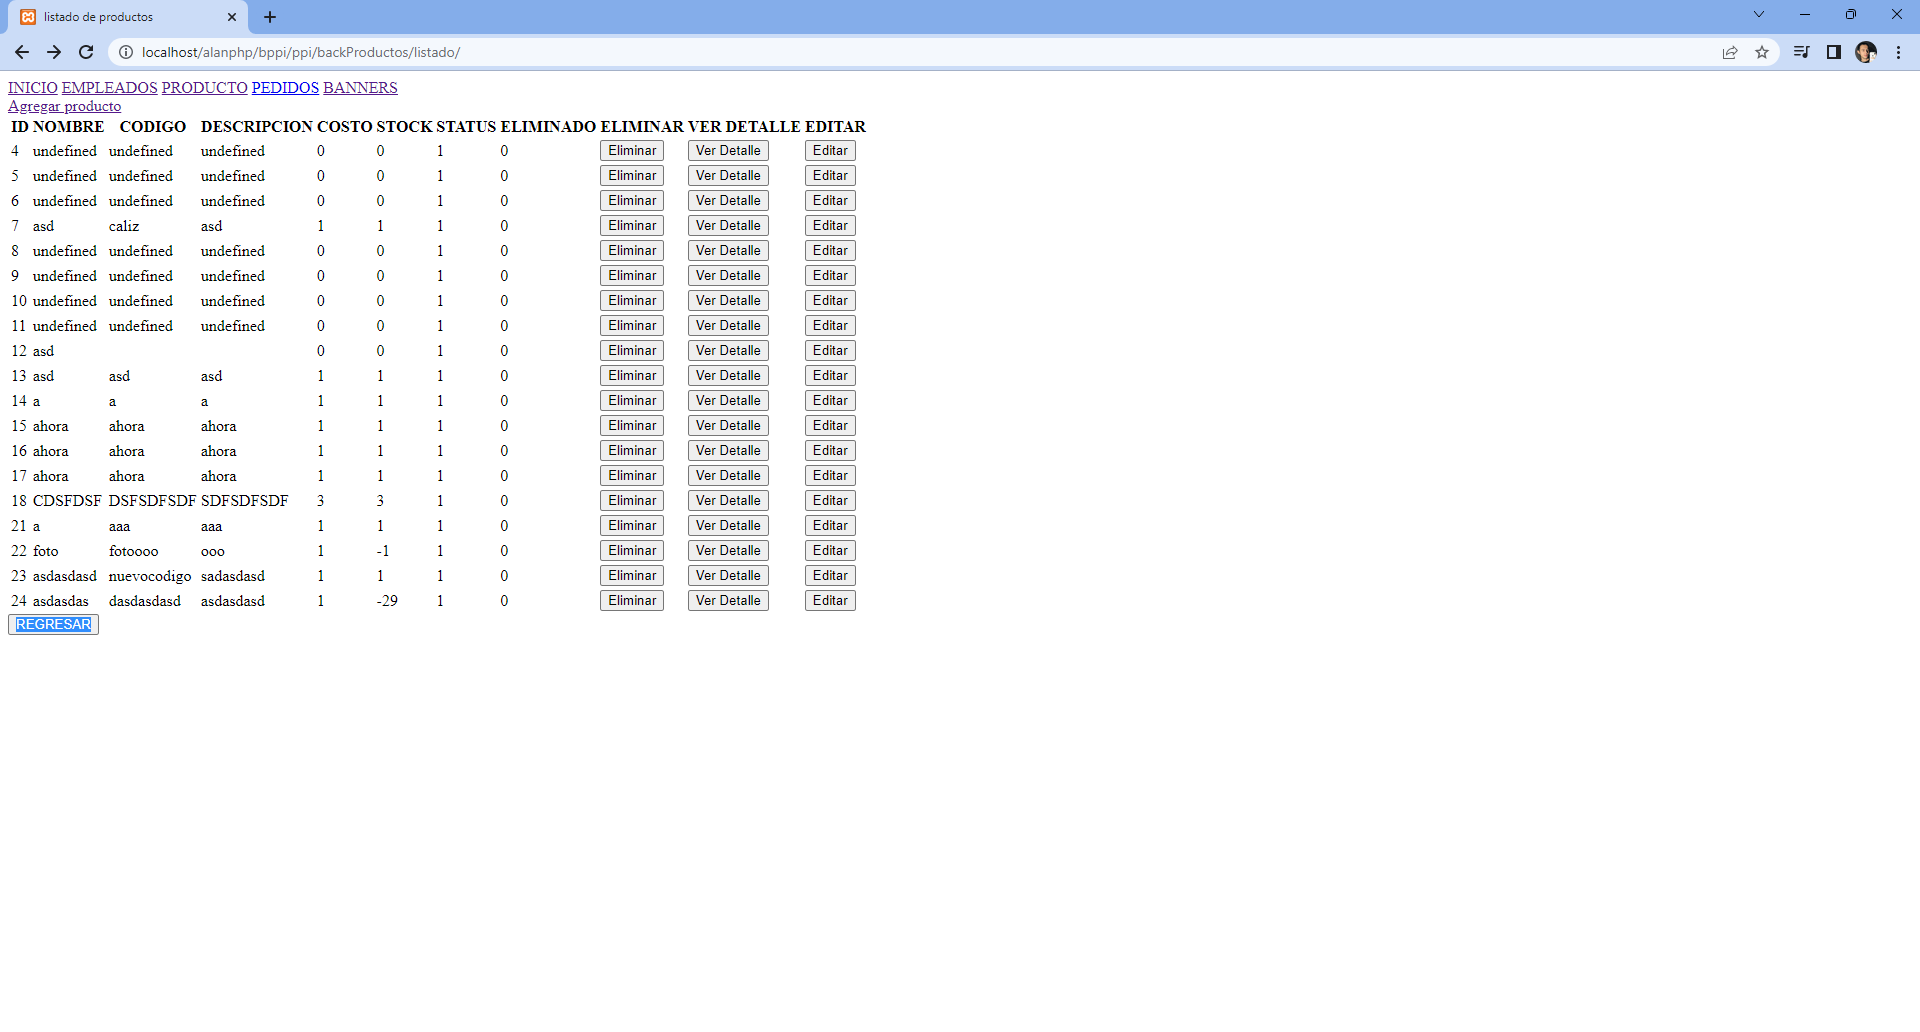 listado de productos
localhost/alanphp/bppi/ppi/backProductos/listado/
INICIO EMPLEADOS PRODUCTO PEDIDOS BANNERS
Agregar producto
ID NOMBRE CODIGO DESCRIPCION COSTO STOCK STATUS ELIMINADO ELIMINAR VER DETALLE EDITAR
4 undefined undefined undefined 0 0 1 0 Eliminar Ver Detalle Editar
5 undefined undefined undefined 0 0 1 0 Eliminar Ver Detalle Editar
6 undefined undefined undefined 0 0 1 0 Eliminar Ver Detalle Editar
7 asd caliz asd 1 1 1 0 Eliminar Ver Detalle Editar
8 undefined undefined undefined 0 0 1 0 Eliminar Ver Detalle Editar
9 undefined undefined undefined 0 0 1 0 Eliminar Ver Detalle Editar
10 undefined undefined undefined 0 0 1 0 Eliminar Ver Detalle Editar
11 undefined undefined undefined 0 0 1 0 Eliminar Ver Detalle Editar
12 asd 0 0 1 0 Eliminar Ver Detalle Editar
13 asd asd asd 1 1 1 0 Eliminar Ver Detalle Editar
14 a a a 1 1 1 0 Eliminar Ver Detalle Editar
15 ahora ahora ahora 1 1 1 0 Eliminar Ver Detalle Editar
16 ahora ahora ahora 1 1 1 0 Eliminar Ver Detalle Editar
17 ahora ahora ahora 1 1 1 0 Eliminar Ver Detalle Editar
18 CDSFDSF DSFSDFSDF SDFSDFSDF 3 3 1 0 Eliminar Ver Detalle Editar
21 a aaa aaa 1 1 1 0 Eliminar Ver Detalle Editar
22 foto fotoooo ooo 1 -1 1 0 Eliminar Ver Detalle Editar
23 asdasdasd nuevocodigo sadasdasd 1 1 1 0 Eliminar Ver Detalle Editar
24 asdasdas dasdasdasd asdasdasd 1 -29 1 0 Eliminar Ver Detalle Editar
REGRESAR